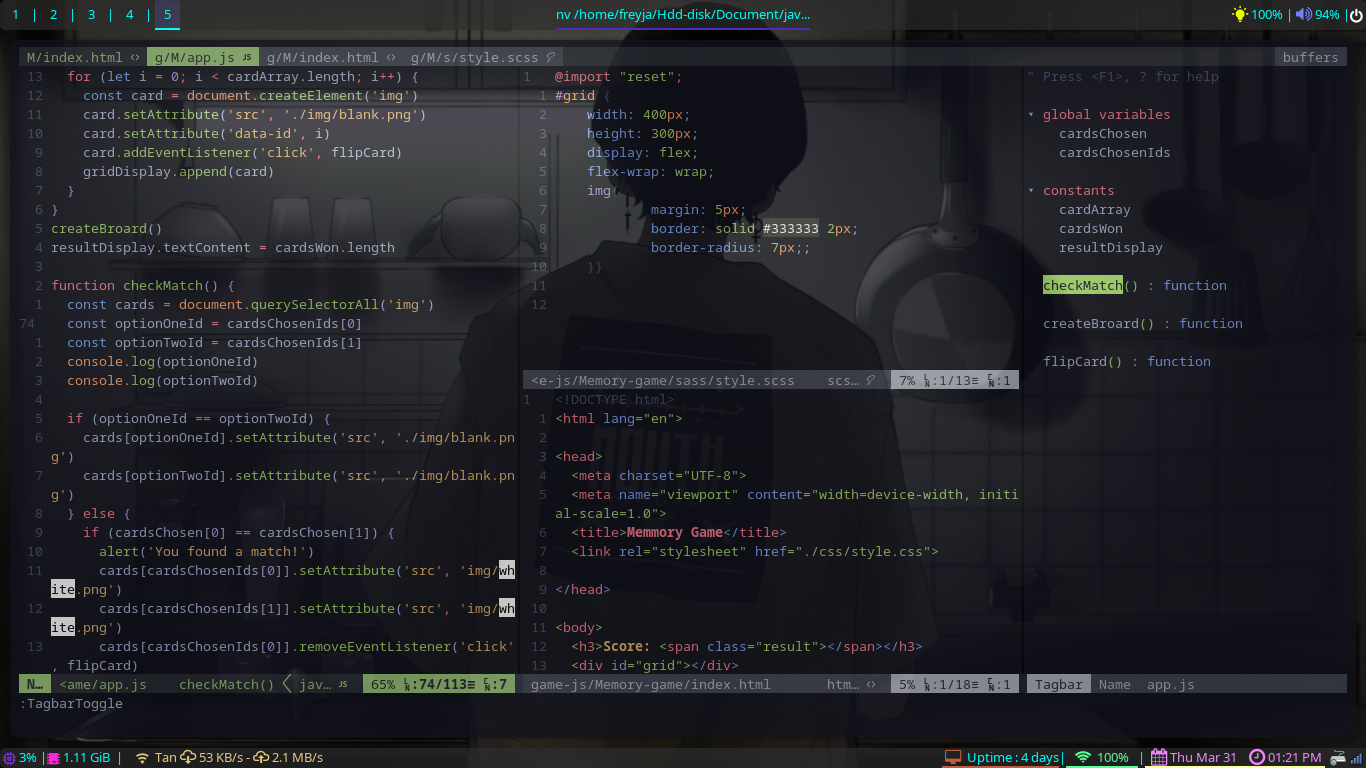 1 | 2 | 3 | 4 | 5
nv /home/freyja/Hdd-disk/Document/jav...
100% | 94% |
M/index.html <> g/M/app.js JS g/M/index.html <> g/M/s/style.scss
buffers
13 for (let i = 0; i < cardArray.length; i++) {
12 const card = document.createElement('img')
11 card.setAttribute('src', './img/blank.png')
10 card.setAttribute('data-id', i)
9 card.addEventListener('click', flipCard)
8 gridDisplay.append(card)
7 }
6 }
5 createBroard()
4 resultDisplay.textContent = cardsWon.length
3
2 function checkMatch() {
1 const cards = document.querySelectorAll('img')
74 const optionOneId = cardsChosenIds[0]
1 const optionTwoId = cardsChosenIds[1]
2 console.log(optionOneId)
3 console.log(optionTwoId)
4
5 if (optionOneId == optionTwoId) {
6 cards[optionOneId].setAttribute('src', './img/blank.pn
g')
7 cards[optionTwoId].setAttribute('src', './img/blank.pn
g')
8 } else {
9 if (cardsChosen[0] == cardsChosen[1]) {
10 alert('You found a match!')
11 cards[cardsChosenIds[0]].setAttribute('src', 'img/wh
ite.png')
12 cards[cardsChosenIds[1]].setAttribute('src', 'img/wh
ite.png')
13 cards[cardsChosenIds[0]].removeEventListener('click'
, flipCard)
N… <ame/app.js checkMatch() jav… JS 65% LN:74/113≡ CN:7
1 @import "reset";
1 #grid {
2 width: 400px;
3 height: 300px;
4 display: flex;
5 flex-wrap: wrap;
6 img{
7 margin: 5px;
8 border: solid #333333 2px;
9 border-radius: 7px;;
10 }}
11
12
<e-js/Memory-game/sass/style.scss scs… 7% LN:1/13≡ CN:1
1 <!DOCTYPE html>
1 <html lang="en">
2
3 <head>
4 <meta charset="UTF-8">
5 <meta name="viewport" content="width=device-width, initi
al-scale=1.0">
6 <title>Memmory Game</title>
7 <link rel="stylesheet" href="./css/style.css">
8
9 </head>
10
11 <body>
12 <h3>Score: <span class="result"></span></h3>
13 <div id="grid"></div>
game-js/Memory-game/index.html htm… <> 5% LN:1/18≡ CN:1
" Press <F1>, ? for help
▾ global variables
cardsChosen
cardsChosenIds
▾ constants
cardArray
cardsWon
resultDisplay
checkMatch() : function
createBroard() : function
flipCard() : function
Tagbar Name app.js
:TagbarToggle
3% 1.11 GiB | Tan 53 KB/s - 2.1 MB/s
Uptime : 4 days | 100% | Thu Mar 31 01:21 PM